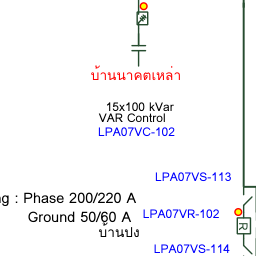 บ้านนาคตเหล่า
15x100 kVar
VAR Control
LPA07VC-102
LPA07VS-113
ng : Phase 200/220 A
Ground 50/60 A
LPA07VR-102
R
บ้านปง
LPA07VS-114